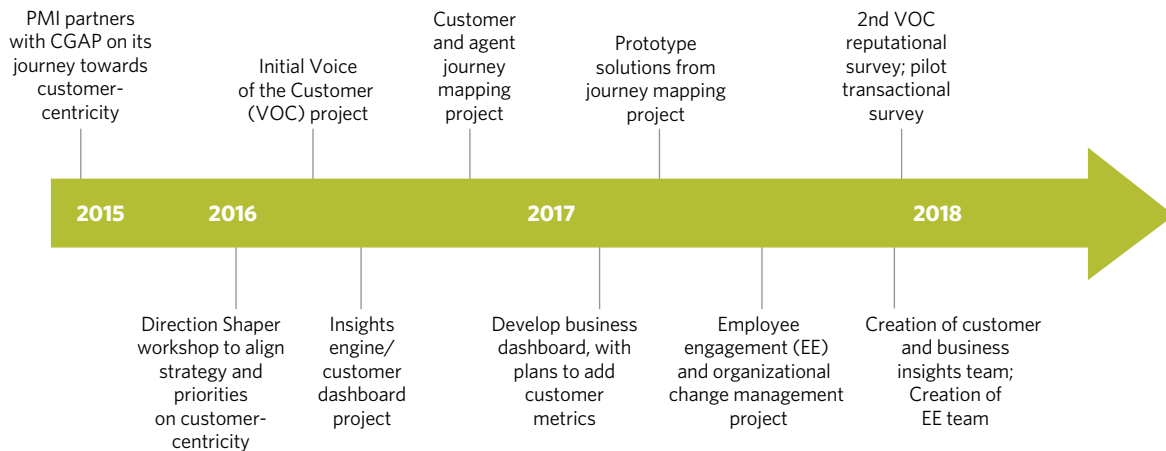 PMI partners
with CGAP on its
journey towards
customer-
centricity
Initial Voice
of the Customer
(VOC) project
Customer
and agent
journey
mapping
project
Prototype
solutions from
journey mapping
project
2nd VOC
reputational
survey; pilot
transactional
survey
2015
2016
2017
2018
Direction Shaper
workshop to align
strategy and
priorities
on customer-
centricity
Insights
engine/
customer
dashboard
project
Develop business
dashboard, with
plans to add
customer
metrics
Employee
engagement (EE)
and organizational
change management
project
Creation of customer
and business
insights team;
Creation of
EE team